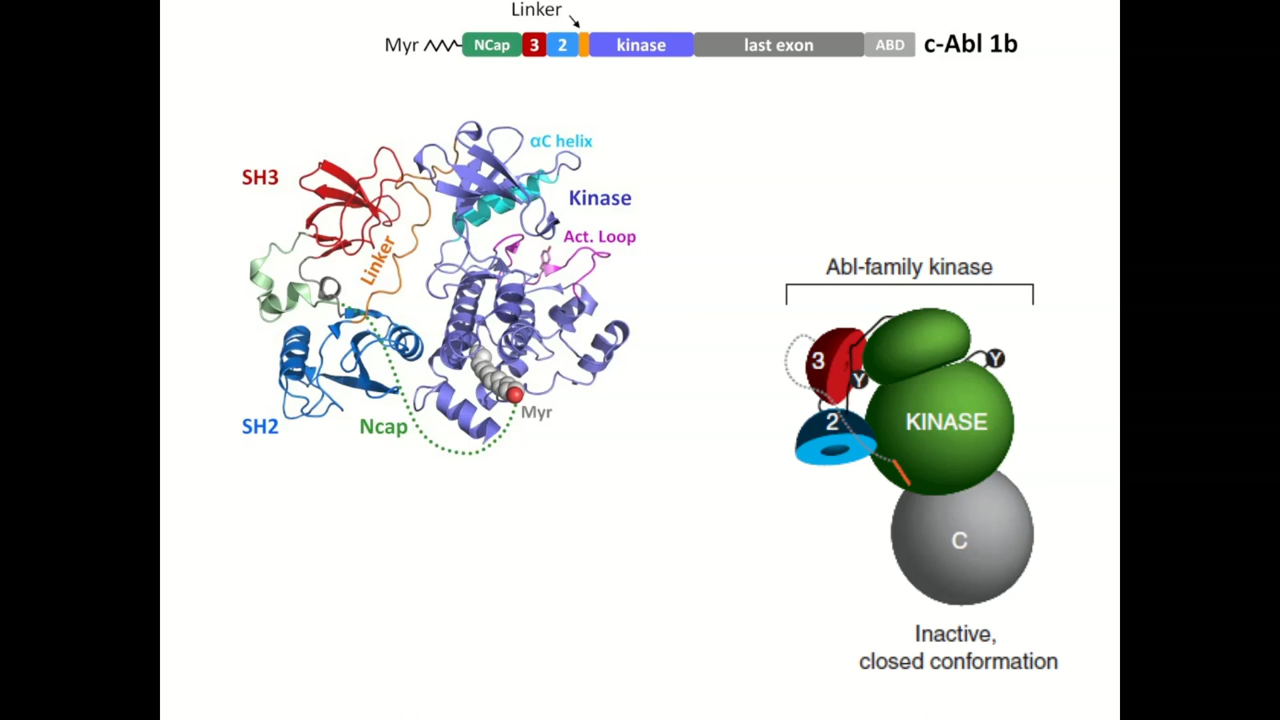 Linker
Myr NCap 3 2 kinase last exon ABD c-Abl 1b
αC helix
SH3
Kinase
Act. Loop
Linker
SH2
Ncap
Myr
Abl-family kinase
3
Y
Y
2
KINASE
C
Inactive,
closed conformation